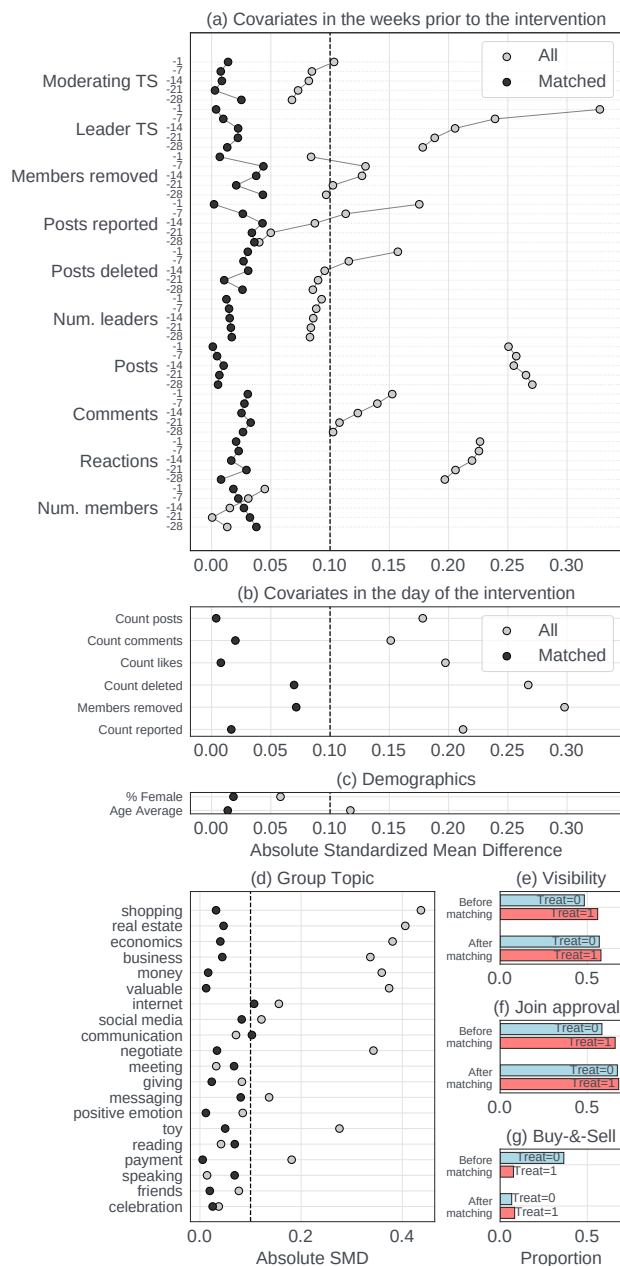 (a) Covariates in the weeks prior to the intervention
All
Matched
Moderating TS
-1
-7
-14
-21
-28
Leader TS
-1
-7
-14
-21
-28
Members removed
-1
-7
-14
-21
-28
Posts reported
-1
-7
-14
-21
-28
Posts deleted
-1
-7
-14
-21
-28
Num. leaders
-1
-7
-14
-21
-28
Posts
-1
-7
-14
-21
-28
Comments
-1
-7
-14
-21
-28
Reactions
-1
-7
-14
-21
-28
Num. members
-1
-7
-14
-21
-28
0.00 0.05 0.10 0.15 0.20 0.25 0.30
(b) Covariates in the day of the intervention
All
Matched
Count posts
Count comments
Count likes
Count deleted
Members removed
Count reported
0.00 0.05 0.10 0.15 0.20 0.25 0.30
(c) Demographics
% Female
Age Average
0.00 0.05 0.10 0.15 0.20 0.25 0.30
Absolute Standardized Mean Difference
(d) Group Topic
shopping
real estate
economics
business
money
valuable
internet
social media
communication
negotiate
meeting
giving
messaging
positive emotion
toy
reading
payment
speaking
friends
celebration
0.0 0.2 0.4
Absolute SMD
(e) Visibility
Before
matching
Treat=0
Treat=1
After
matching
Treat=0
Treat=1
0.0 0.5
(f) Join approval
Before
matching
Treat=0
Treat=1
After
matching
Treat=0
Treat=1
0.0 0.5
(g) Buy-&-Sell
Before
matching
Treat=0
Treat=1
After
matching
Treat=0
Treat=1
0.0 0.5
Proportion